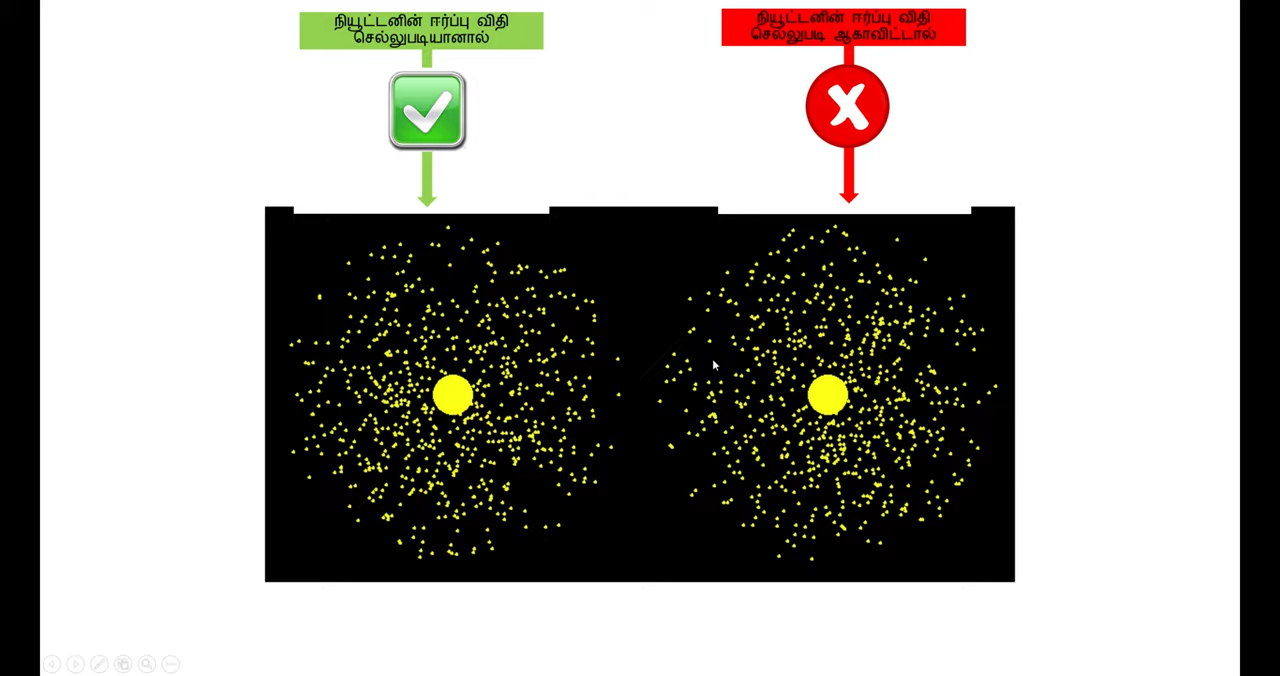 நியூட்டனின் ஈர்ப்பு விதி
செல்லுபடியானால்
நியூட்டனின் ஈர்ப்பு விதி
செல்லுபடி ஆகாவிட்டால்